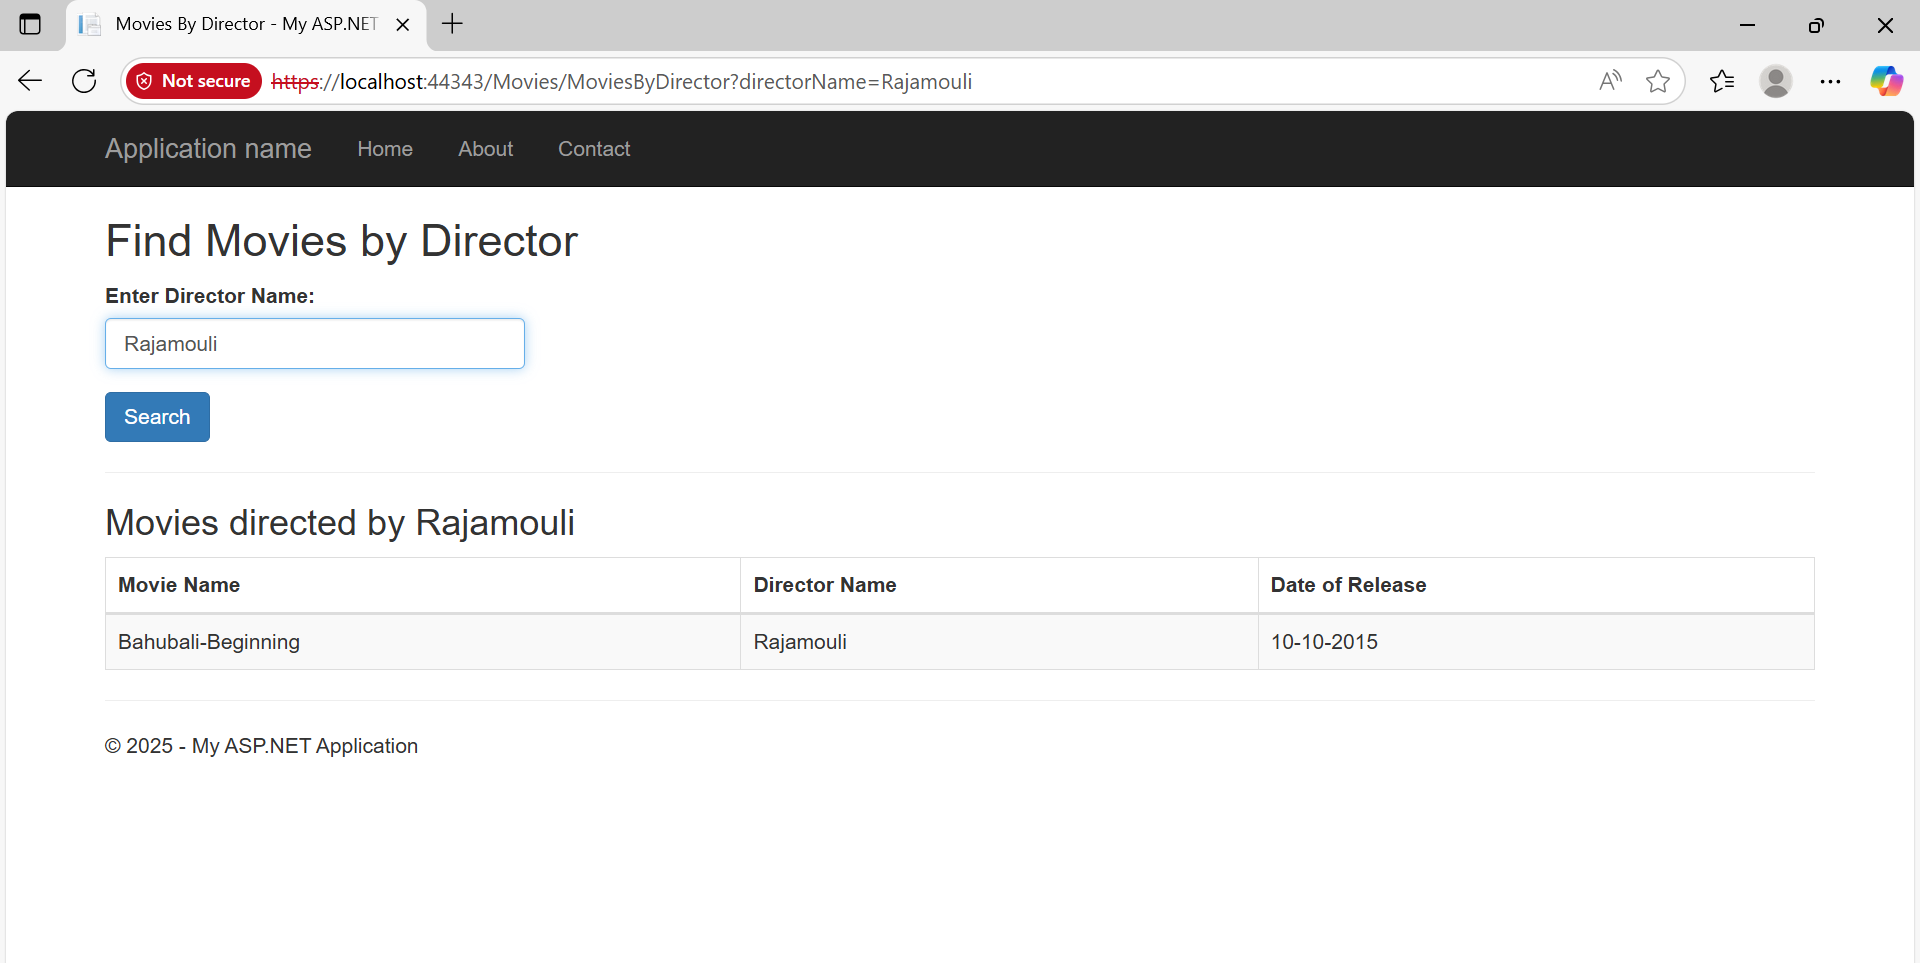 Movies By Director - My ASP.NET
Not secure https://localhost:44343/Movies/MoviesByDirector?directorName=Rajamouli
Application name Home About Contact
Find Movies by Director
Enter Director Name:
Rajamouli
Search
Movies directed by Rajamouli
Movie Name Director Name Date of Release
Bahubali-Beginning Rajamouli 10-10-2015
© 2025 - My ASP.NET Application